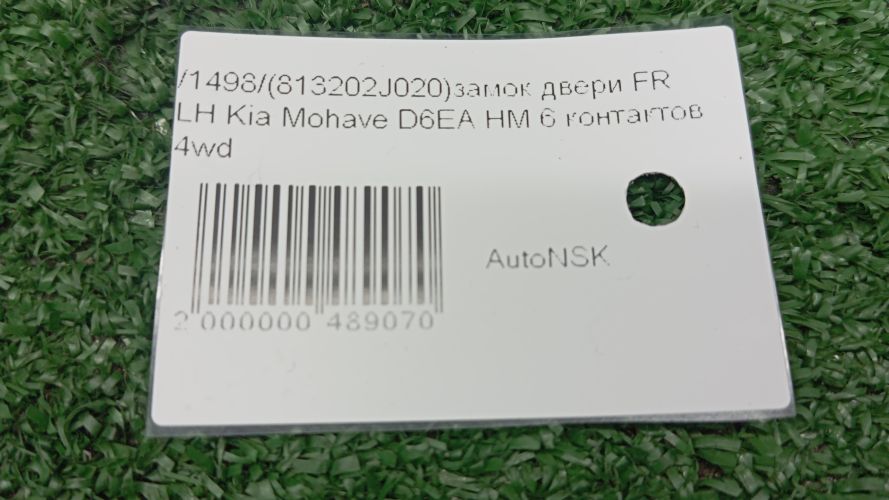 /1498/(813202J020)замок двери FR
LH Kia Mohave D6EA HM 6 контактов
4wd
AutoNSK
2 000000 489070